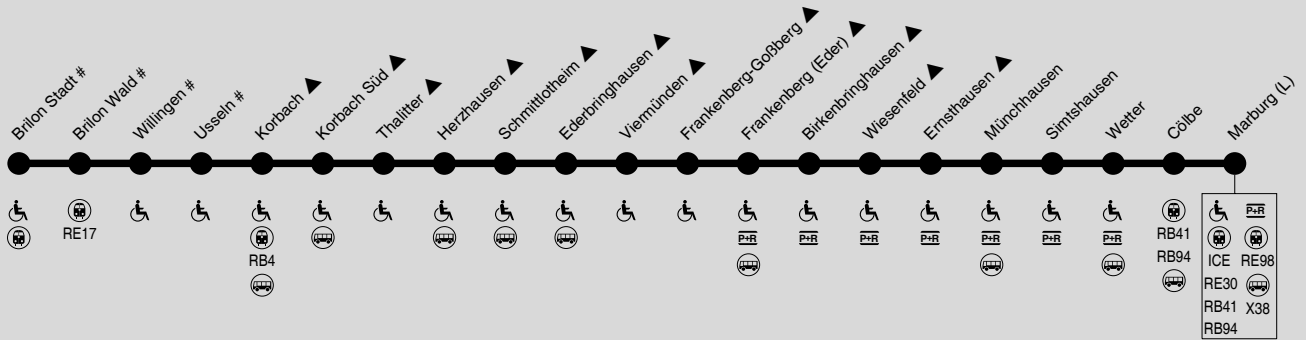 Brilon Stadt #
Brilon Wald #
Willingen #
Usseln #
Korbach ▶
Korbach Süd ▶
Thalitter ▶
Herzhausen ▶
Schmittlotheim ▶
Ederbringhausen ▶
Viermünden ▶
Frankenberg-Goßberg ▶
Frankenberg (Eder) ▶
Birkenbringhausen ▶
Wiesenfeld ▶
Ernsthausen ▶
Münchhausen
Simtshausen
Wetter
Cölbe
Marburg (L)
RE17
RB4
P+R
P+R
P+R
P+R
P+R
P+R
P+R
RB41
RB94
P+R
ICE RE98
RE30
RB41 X38
RB94